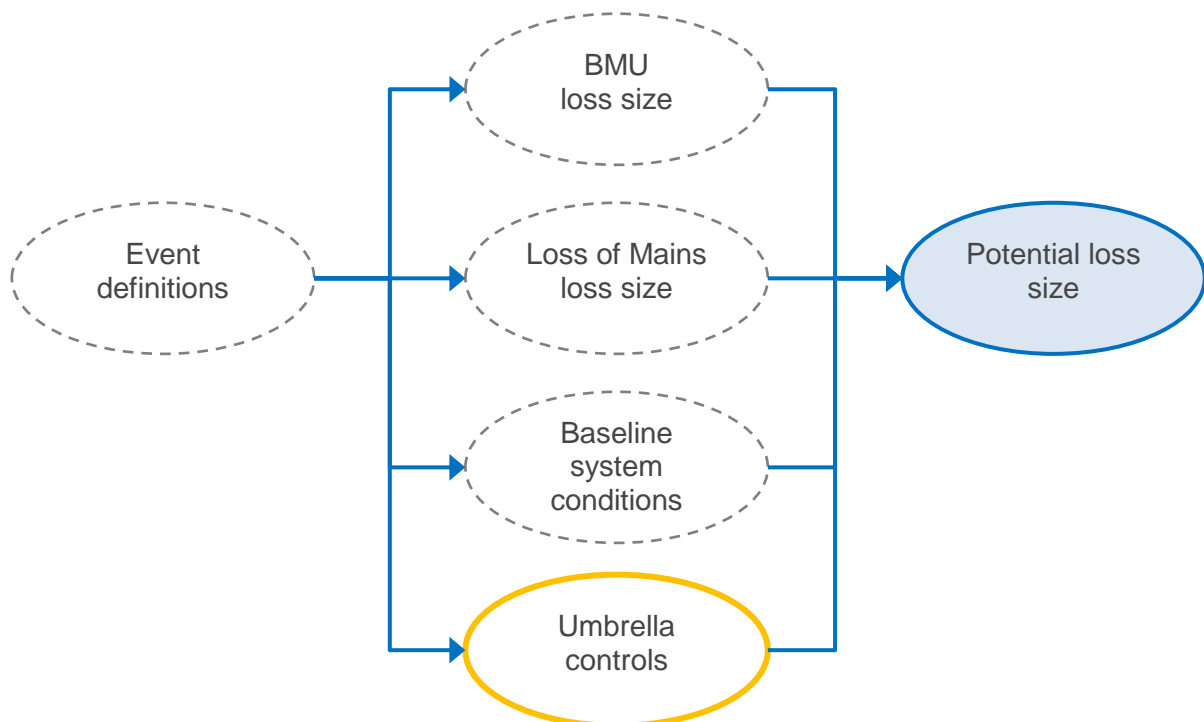 BMU
loss size
Event
definitions
Loss of Mains
loss size
Potential loss
size
Baseline
system
conditions
Umbrella
controls